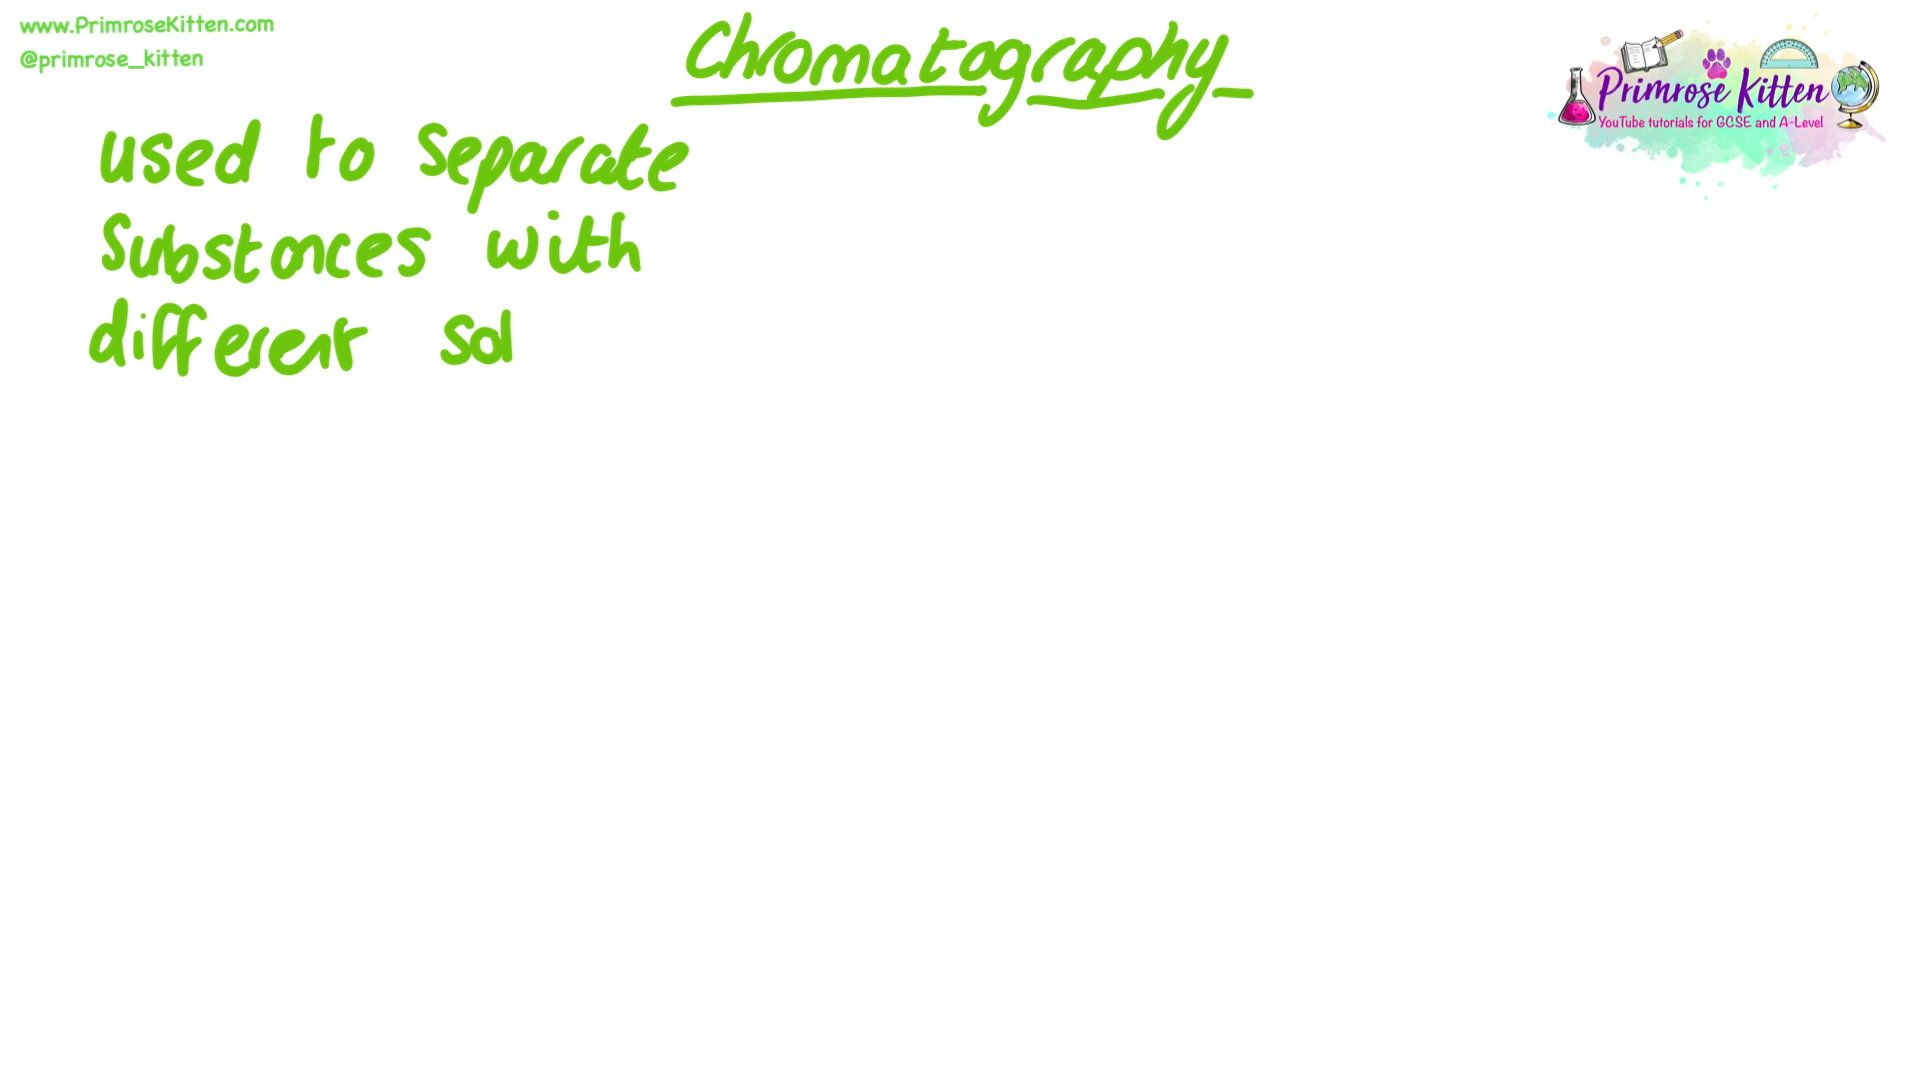 www.PrimroseKitten.com
@primrose_kitten
Chromatography
Primrose Kitten
YouTube tutorials for GCSE and A-Level
used to separate
substances with
different sol